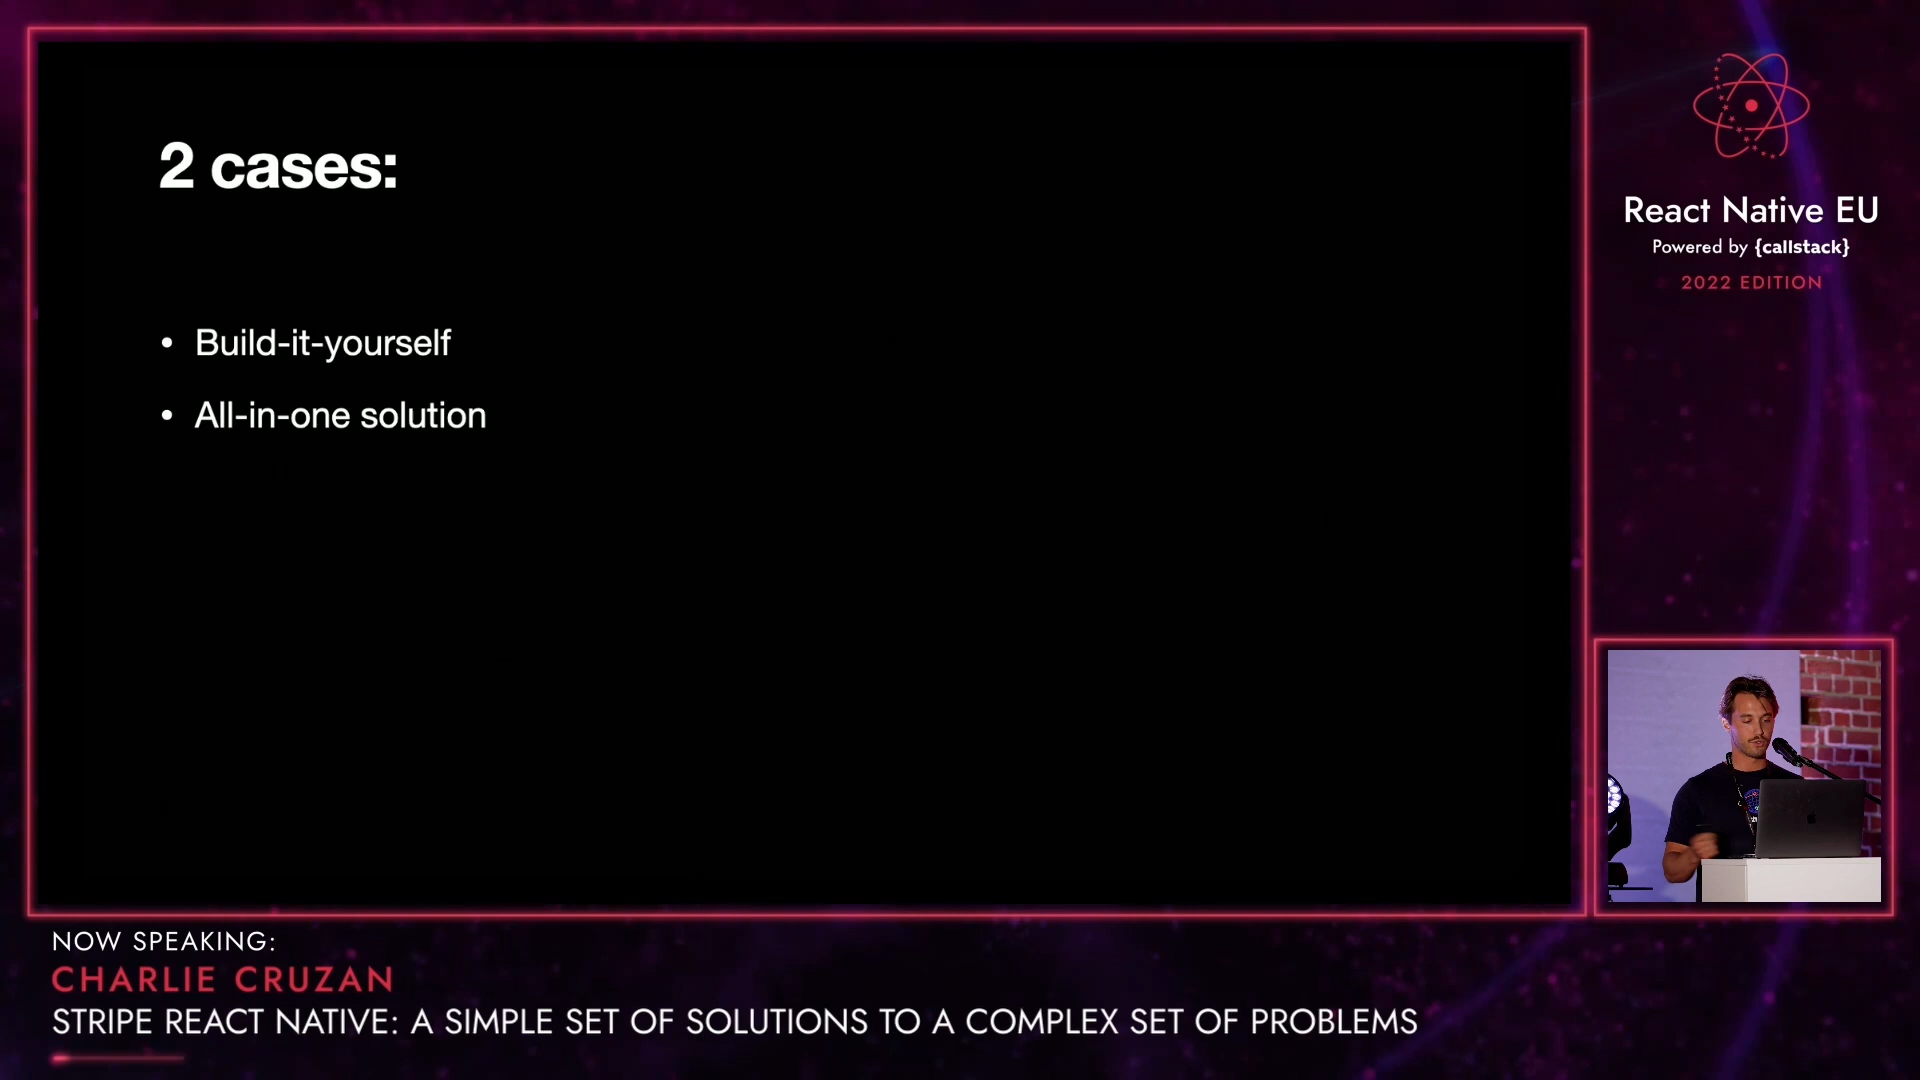 2 cases:
• Build-it-yourself
• All-in-one solution
React Native EU
Powered by {callstack}
2022 EDITION
NOW SPEAKING:
CHARLIE CRUZAN
STRIPE REACT NATIVE: A SIMPLE SET OF SOLUTIONS TO A COMPLEX SET OF PROBLEMS